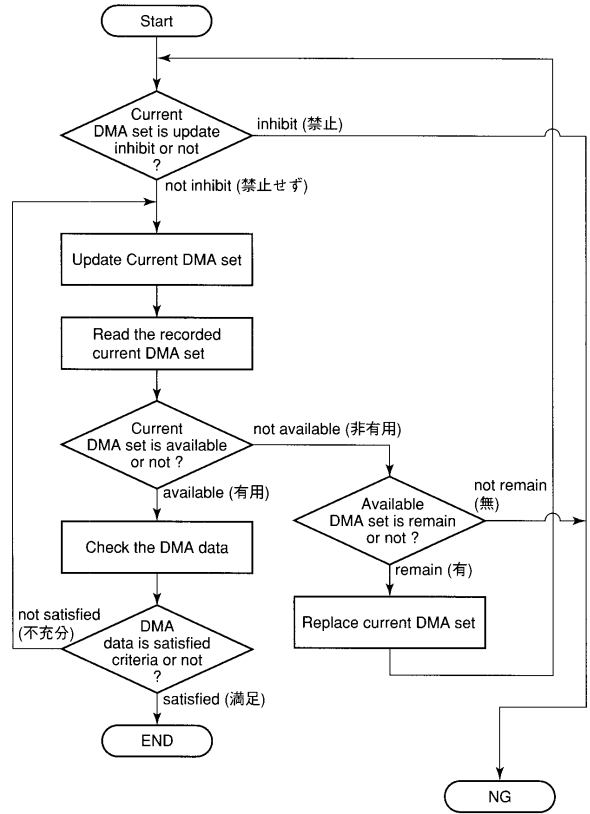 Start
Current
DMA set is update
inhibit or not
?
inhibit (禁止)
not inhibit (禁止せず)
Update Current DMA set
Read the recorded
current DMA set
Current
DMA set is available
or not ?
not available (非有用)
available (有用)
Available
DMA set is remain
or not ?
not remain
(無)
remain (有)
Check the DMA data
Replace current DMA set
not satisfied
(不充分)
DMA
data is satisfied
criteria or not
?
satisfied (満足)
END
NG